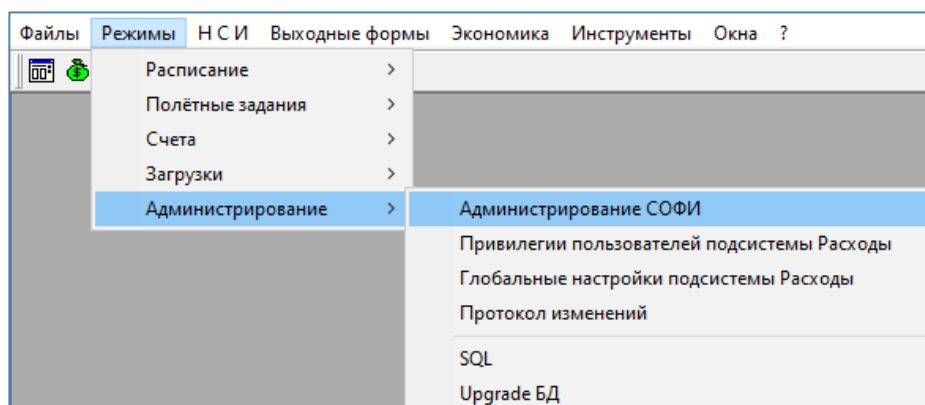 Файлы Режимы Н С И Выходные формы Экономика Инструменты Окна ?
Расписание
Полётные задания
Счета
Загрузки
Администрирование
Администрирование СОФИ
Привилегии пользователей подсистемы Расходы
Глобальные настройки подсистемы Расходы
Протокол изменений
SQL
Upgrade БД